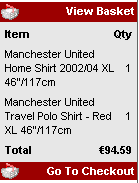 View Basket
Item Qty
Manchester United
Home Shirt 2002/04 XL 1
46"/117cm
Manchester United
Travel Polo Shirt - Red 1
XL 46"/117cm
Total €94.59
Go To Checkout